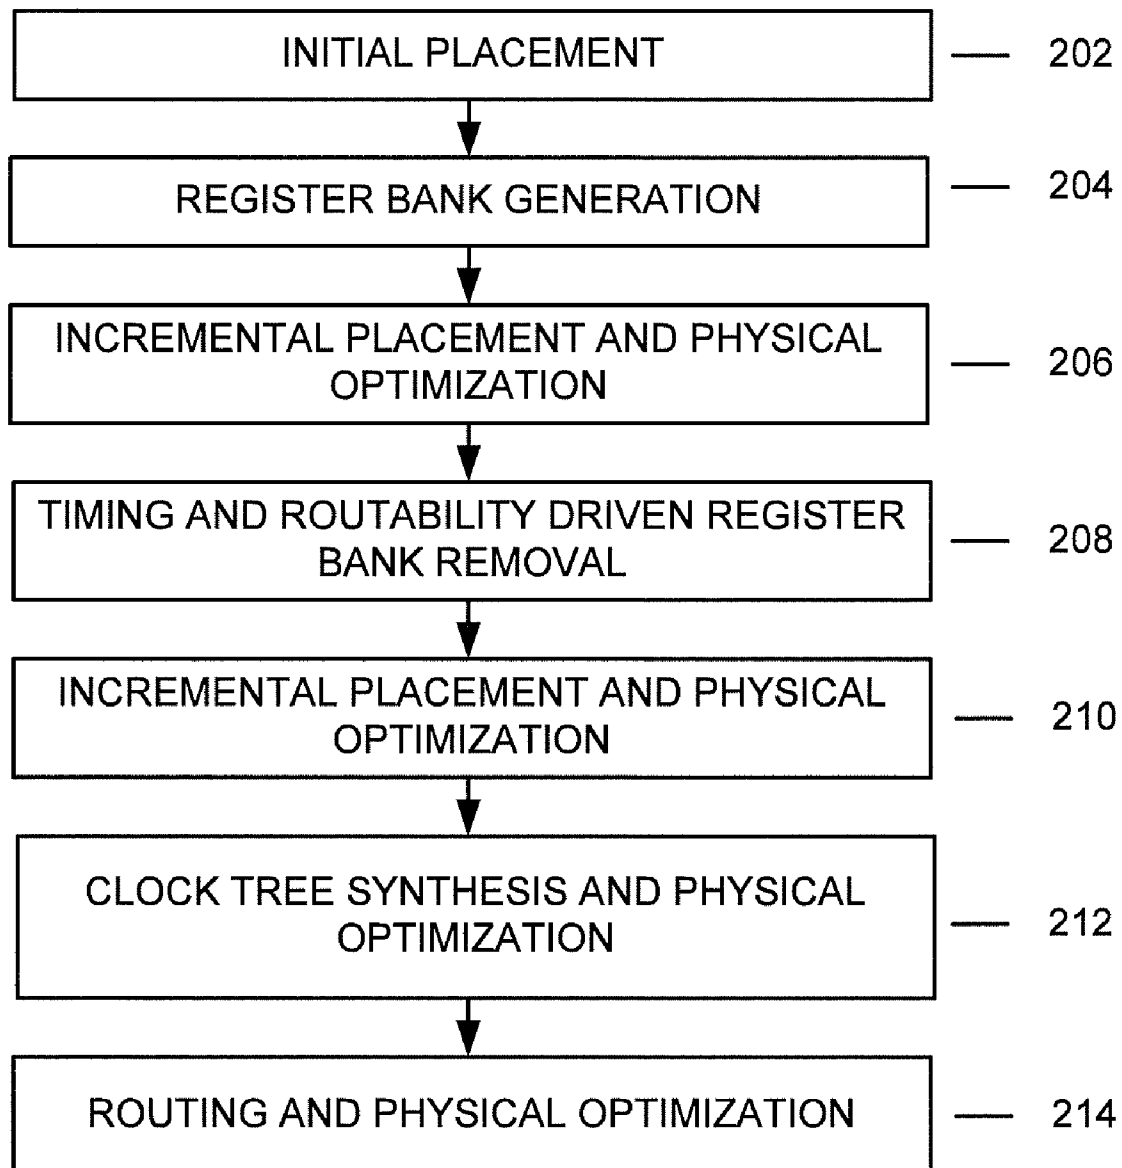 INITIAL PLACEMENT
202
REGISTER BANK GENERATION
204
INCREMENTAL PLACEMENT AND PHYSICAL
OPTIMIZATION
206
TIMING AND ROUTABILITY DRIVEN REGISTER
BANK REMOVAL
208
INCREMENTAL PLACEMENT AND PHYSICAL
OPTIMIZATION
210
CLOCK TREE SYNTHESIS AND PHYSICAL
OPTIMIZATION
212
ROUTING AND PHYSICAL OPTIMIZATION
214